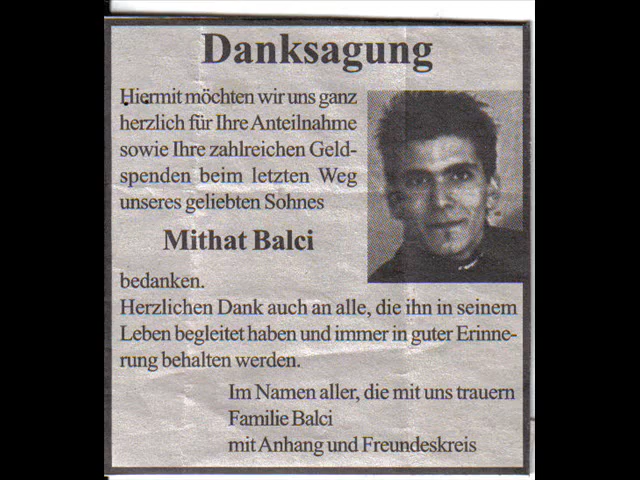 Danksagung
Hiermit möchten wir uns ganz
herzlich für Ihre Anteilnahme
sowie Ihre zahlreichen Geld-
spenden beim letzten Weg
unseres geliebten Sohnes
Mithat Balci
bedanken.
Herzlichen Dank auch an alle, die ihn in seinem
Leben begleitet haben und immer in guter Erinne-
rung behalten werden.
Im Namen aller, die mit uns trauern
Familie Balci
mit Anhang und Freundeskreis